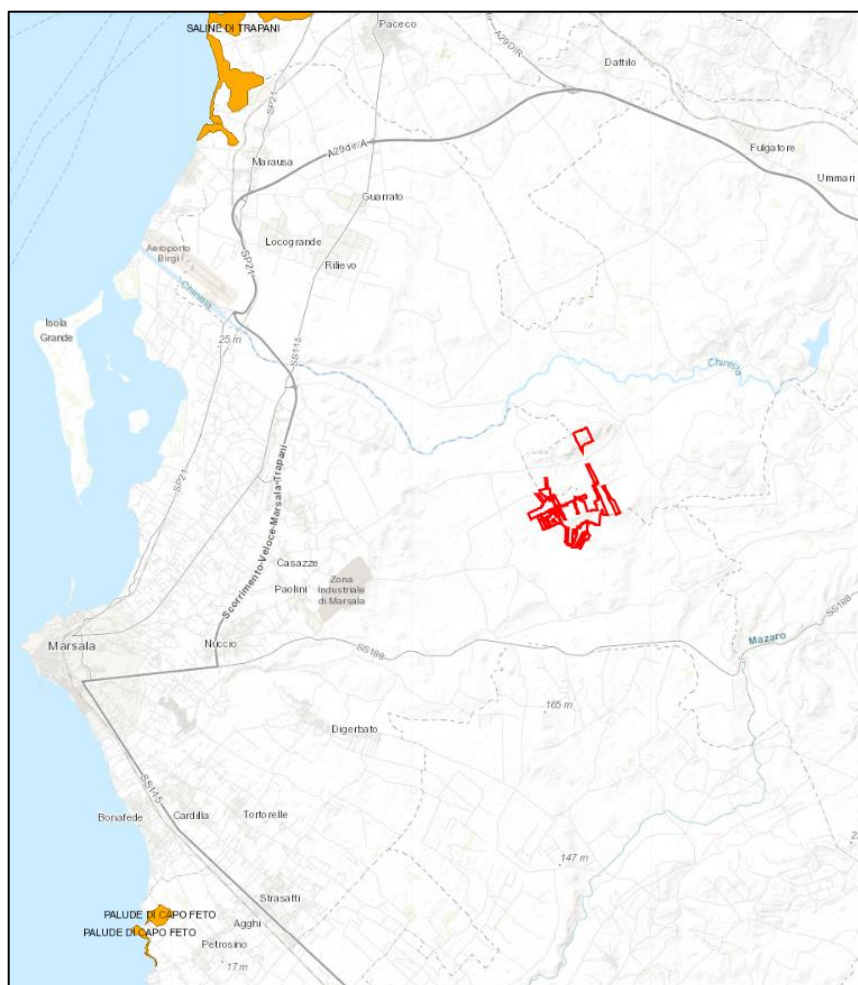 SALINE DI TRAPANI
Paceco
A29DIR
SP21
Dattilo
A29dir/A
Marausa
Fulgatore
Ummari
Guarrato
Locogrande
Rilievo
SP21
Aeroporto
Birgi
Chinisia
Isola
Grande
25 m
SS115
Chinisia
SP21
Scorrimento-Veloce-Marsala-Trapani
Casazze
Paolini
Zona
Industriale
di Marsala
SS188
Marsala
Nuccio
SS188
Mazaro
165 m
Digerbato
SS145
Bonafede
Cardilla
Tortorelle
147 m
Strasatti
PALUDE DI CAPO FETO
PALUDE DI CAPO FETO
Agghi
Petrosino
17 m